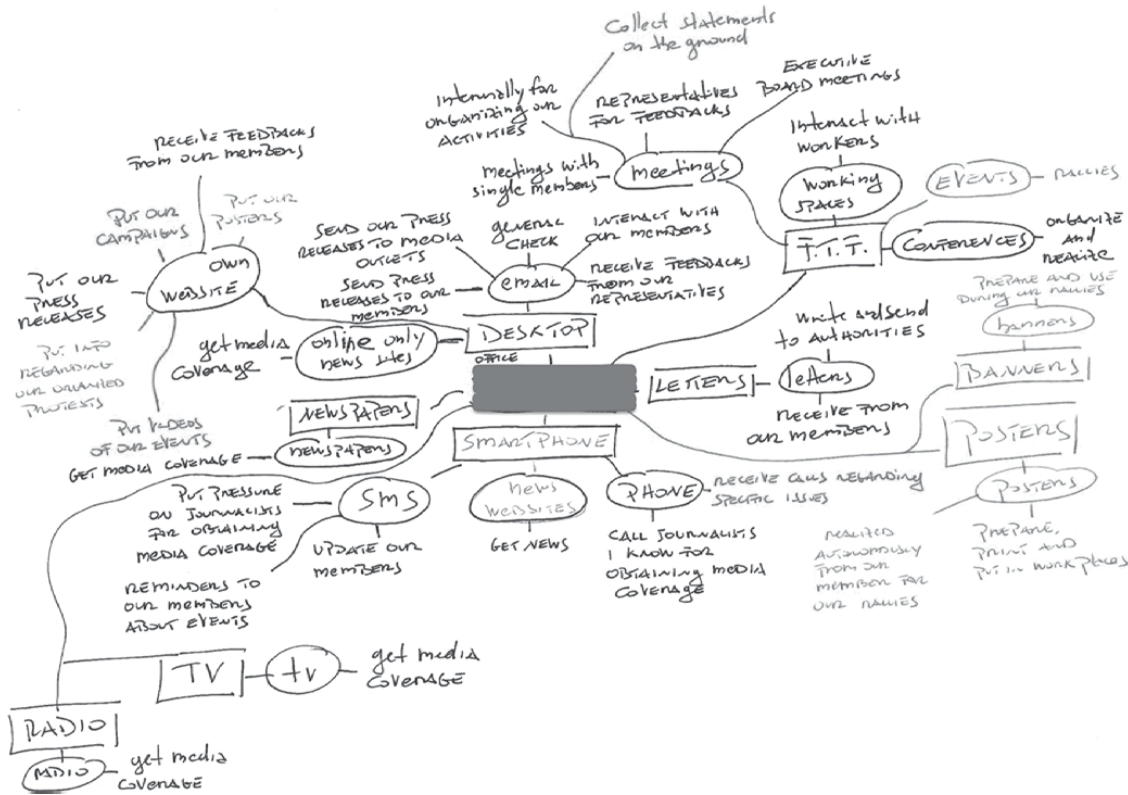 Collect statements
on the ground
EXECUTIVE
BOARD MEETINGS
Internally for
ORGANIZING OUR
ACTIVITIES
REPRESENTATIVES
FOR FEEDBACKS
meetings with
single members
meetings
Interact with
WORKERS
WORKING
SPACES
EVENTS
RALLIES
F.T.F.
CONFERENCES
ORGANIZE
AND
REALIZE
RECEIVE FEEDBACKS
FROM OUR MEMBERS
PUT OUR
CAMPAIGNS
PUT OUR
POSTERS
PUT OUR
PRESS
RELEASES
OWN
WEBSITE
PUT INFO
REGARDING
OUR ORGANIZED
PROTESTS
PUT VIDEOS
OF OUR EVENTS
SEND OUR PRESS
RELEASES TO MEDIA
OUTLETS
GENERAL
CHECK
INTERACT WITH
OUR MEMBERS
SEND PRESS
RELEASES TO OUR
MEMBERS
email
RECEIVE FEEDBACKS
FROM OUR
REPRESENTATIVES
DESKTOP
OFFICE
get media
COVERAGE
online only
news sites
write and send
to AUTHORITIES
LETTERS
letters
RECEIVE FROM
OUR MEMBERS
PREPARE AND USE
DURING OUR RALLIES
banners
BANNERS
NEWSPAPERS
NEWSPAPERS
GET MEDIA COVERAGE
SMARTPHONE
POSTERS
POSTERS
REALIZED
AUTONOMOUSLY
FROM OUR
MEMBER FOR
OUR RALLIES
PREPARE,
PRINT AND
PUT IN WORKPLACES
PUT PRESSURE
ON JOURNALISTS
FOR OBTAINING
MEDIA COVERAGE
SMS
UPDATE OUR
MEMBERS
REMINDERS TO
OUR MEMBERS
ABOUT EVENTS
news
WEBSITES
GET NEWS
PHONE
RECEIVE CALLS REGARDING
SPECIFIC ISSUES
CALL JOURNALISTS
I KNOW FOR
OBTAINING MEDIA
COVERAGE
TV
tv
get media
COVERAGE
RADIO
RADIO
get media
COVERAGE